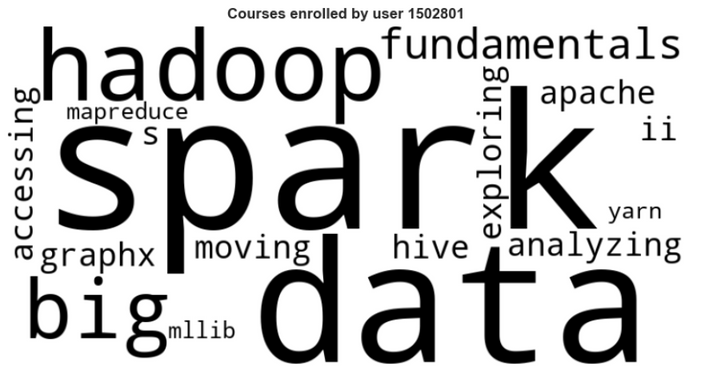 Courses enrolled by user 1502801
hadoop
fundamentals
accessing
mapreduce
s
exploring
apache
ii
spark
yarn
graphx
moving
hive
analyzing
big
mllib
data